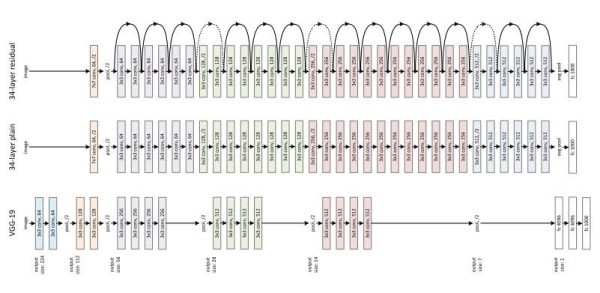 34-layer residual
image
7x7 conv, 64, /2
pool, /2
3x3 conv, 64
3x3 conv, 64
3x3 conv, 64
3x3 conv, 64
3x3 conv, 64
3x3 conv, 64
3x3 conv, 128, /2
3x3 conv, 128
3x3 conv, 128
3x3 conv, 128
3x3 conv, 128
3x3 conv, 128
3x3 conv, 128
3x3 conv, 128
3x3 conv, 256, /2
3x3 conv, 256
3x3 conv, 256
3x3 conv, 256
3x3 conv, 256
3x3 conv, 256
3x3 conv, 256
3x3 conv, 256
3x3 conv, 256
3x3 conv, 256
3x3 conv, 256
3x3 conv, 256
3x3 conv, 512, /2
3x3 conv, 512
3x3 conv, 512
3x3 conv, 512
3x3 conv, 512
3x3 conv, 512
avg pool
fc 1000
34-layer plain
image
7x7 conv, 64, /2
pool, /2
3x3 conv, 64
3x3 conv, 64
3x3 conv, 64
3x3 conv, 64
3x3 conv, 64
3x3 conv, 64
3x3 conv, 128, /2
3x3 conv, 128
3x3 conv, 128
3x3 conv, 128
3x3 conv, 128
3x3 conv, 128
3x3 conv, 128
3x3 conv, 128
3x3 conv, 256, /2
3x3 conv, 256
3x3 conv, 256
3x3 conv, 256
3x3 conv, 256
3x3 conv, 256
3x3 conv, 256
3x3 conv, 256
3x3 conv, 256
3x3 conv, 256
3x3 conv, 256
3x3 conv, 256
3x3 conv, 512, /2
3x3 conv, 512
3x3 conv, 512
3x3 conv, 512
3x3 conv, 512
3x3 conv, 512
avg pool
fc 1000
VGG-19
image
3x3 conv, 64
3x3 conv, 64
pool, /2
3x3 conv, 128
3x3 conv, 128
pool, /2
3x3 conv, 256
3x3 conv, 256
3x3 conv, 256
3x3 conv, 256
pool, /2
3x3 conv, 512
3x3 conv, 512
3x3 conv, 512
3x3 conv, 512
pool, /2
3x3 conv, 512
3x3 conv, 512
3x3 conv, 512
3x3 conv, 512
pool, /2
fc 4096
fc 4096
fc 1000
output
size: 224
output
size: 112
output
size: 56
output
size: 28
output
size: 14
output
size: 7
output
size: 1